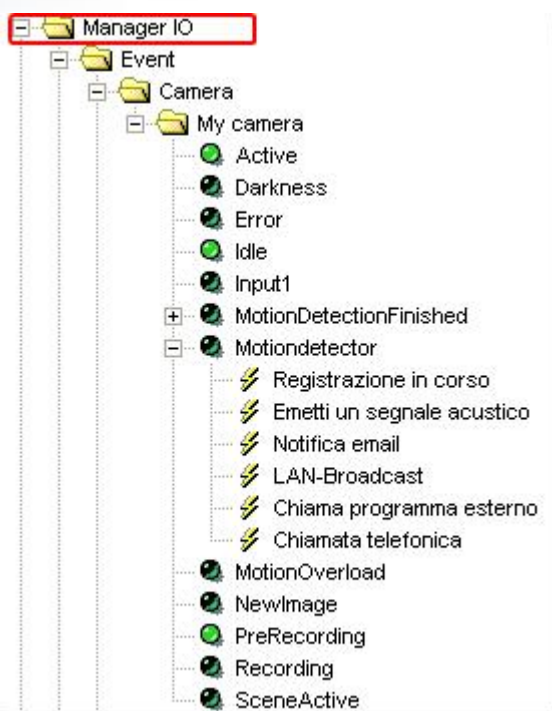 Manager IO
Event
Camera
My camera
Active
Darkness
Error
Idle
Input1
MotionDetectionFinished
Motiondetector
Registrazione in corso
Emetti un segnale acustico
Notifica email
LAN-Broadcast
Chiama programma esterno
Chiamata telefonica
MotionOverload
NewImage
PreRecording
Recording
SceneActive